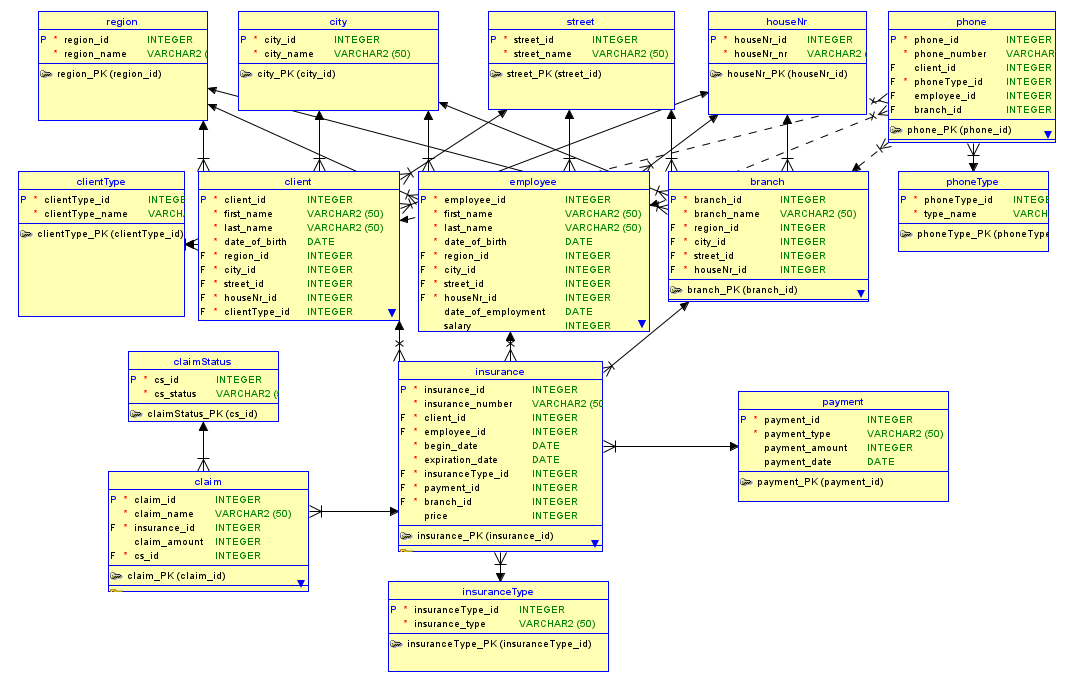 region
P * region_id INTEGER
* region_name VARCHAR2 (
region_PK (region_id)
city
P * city_id INTEGER
* city_name VARCHAR2 (50)
city_PK (city_id)
street
P * street_id INTEGER
* street_name VARCHAR2 (50)
street_PK (street_id)
houseNr
P * houseNr_id INTEGER
* houseNr_nr VARCHAR2
houseNr_PK (houseNr_id)
phone
P * phone_id INTEGER
* phone_number VARCHAR
F client_id INTEGER
F * phoneType_id INTEGER
F employee_id INTEGER
F branch_id INTEGER
phone_PK (phone_id)
clientType
P * clientType_id INTEGE
* clientType_name VARCH
clientType_PK (clientType_id)
client
P * client_id INTEGER
* first_name VARCHAR2 (50)
* last_name VARCHAR2 (50)
* date_of_birth DATE
F * region_id INTEGER
F * city_id INTEGER
F * street_id INTEGER
F * houseNr_id INTEGER
F * clientType_id INTEGER
employee
P * employee_id INTEGER
* first_name VARCHAR2 (50)
* last_name VARCHAR2 (50)
* date_of_birth DATE
F * region_id INTEGER
F * city_id INTEGER
F * street_id INTEGER
F * houseNr_id INTEGER
date_of_employment DATE
salary INTEGER
branch
P * branch_id INTEGER
* branch_name VARCHAR2 (50)
F * region_id INTEGER
F * city_id INTEGER
F * street_id INTEGER
F * houseNr_id INTEGER
branch_PK (branch_id)
phoneType
P * phoneType_id INTEGE
* type_name VARCH
phoneType_PK (phoneType
claimStatus
P * cs_id INTEGER
* cs_status VARCHAR2 (
claimStatus_PK (cs_id)
insurance
P * insurance_id INTEGER
* insurance_number VARCHAR2 (50
F * client_id INTEGER
F * employee_id INTEGER
* begin_date DATE
* expiration_date DATE
F * insuranceType_id INTEGER
F * payment_id INTEGER
F * branch_id INTEGER
price INTEGER
insurance_PK (insurance_id)
payment
P * payment_id INTEGER
* payment_type VARCHAR2 (50)
payment_amount INTEGER
payment_date DATE
payment_PK (payment_id)
claim
P * claim_id INTEGER
* claim_name VARCHAR2 (50)
F * insurance_id INTEGER
claim_amount INTEGER
F * cs_id INTEGER
claim_PK (claim_id)
insuranceType
P * insuranceType_id INTEGER
* insurance_type VARCHAR2 (50)
insuranceType_PK (insuranceType_id)